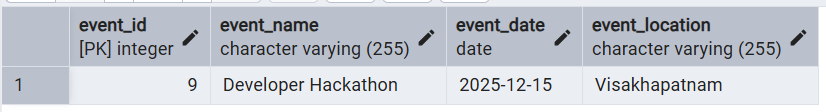 event_id event_name event_date event_location
[PK] integer character varying (255) date character varying (255)
1 9 Developer Hackathon 2025-12-15 Visakhapatnam